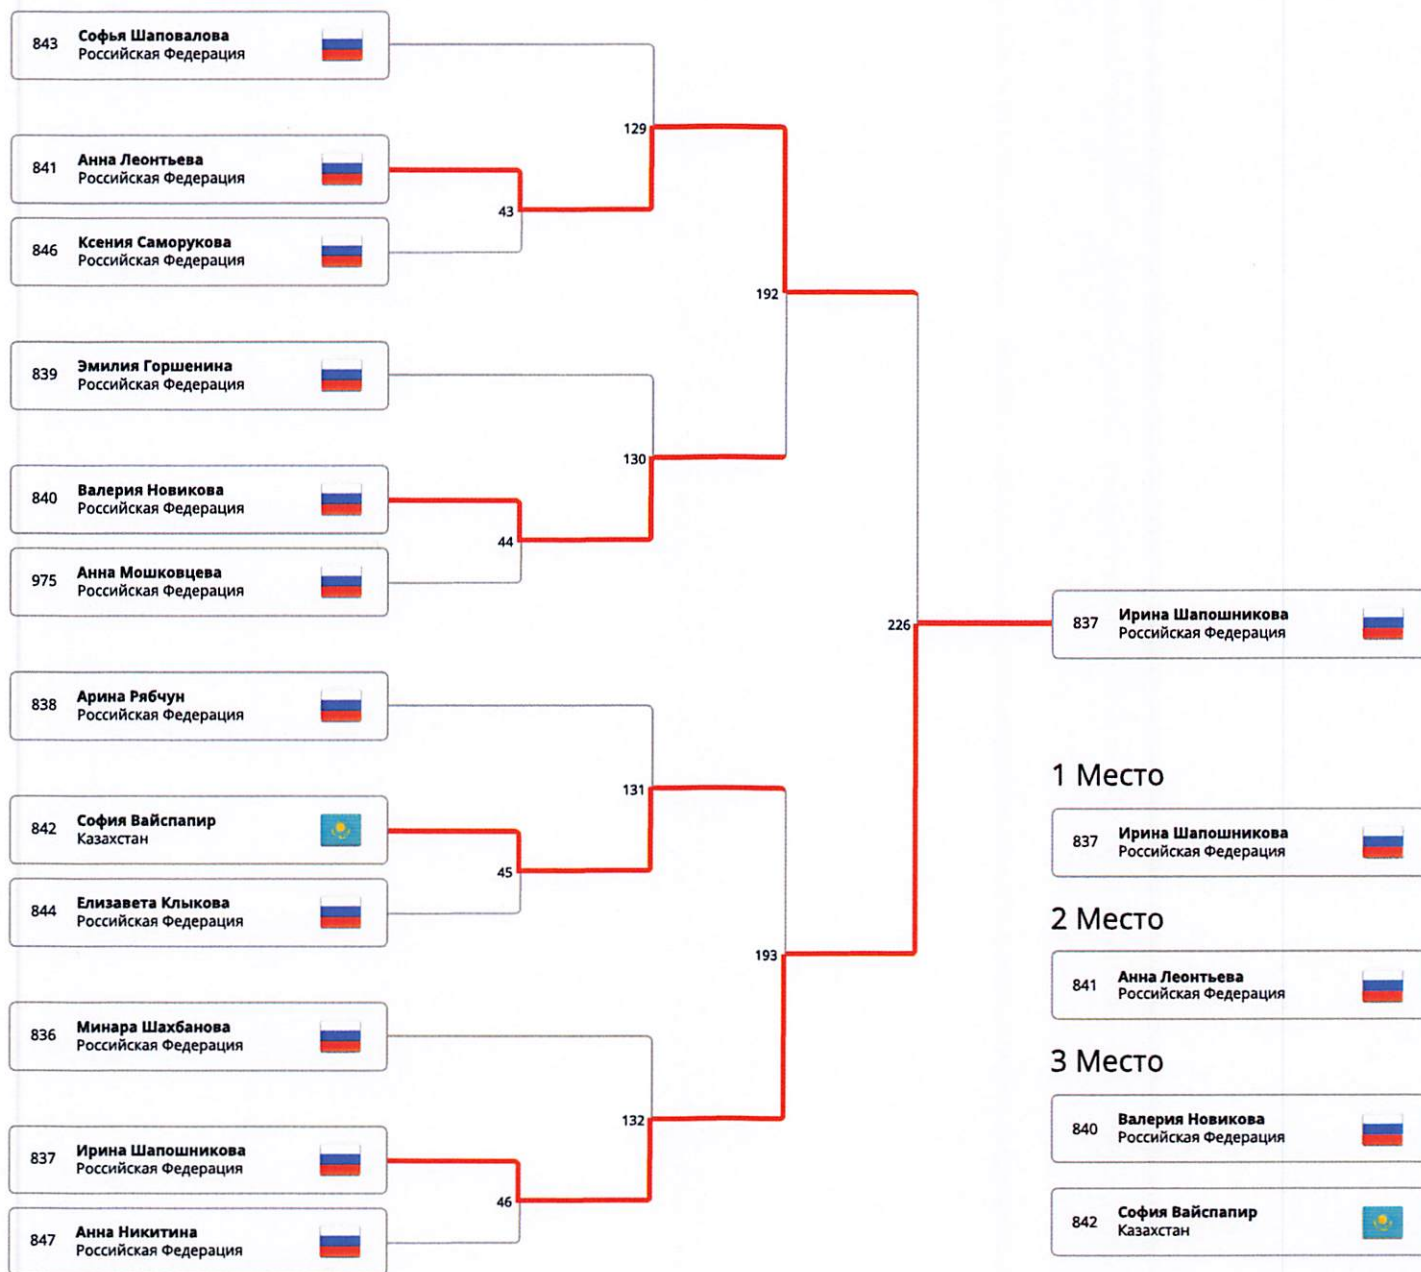 843 Софья Шаповалова
Российская Федерация
841 Анна Леонтьева
Российская Федерация
846 Ксения Саморукова
Российская Федерация
839 Эмилия Горшенина
Российская Федерация
840 Валерия Новикова
Российская Федерация
975 Анна Мошковцева
Российская Федерация
838 Арина Рябчун
Российская Федерация
842 София Вайспапир
Казахстан
844 Елизавета Клыкова
Российская Федерация
836 Минара Шахбанова
Российская Федерация
837 Ирина Шапошникова
Российская Федерация
847 Анна Никитина
Российская Федерация
43
44
45
46
129
130
131
132
192
193
226
837 Ирина Шапошникова
Российская Федерация
1 Место
837 Ирина Шапошникова
Российская Федерация
2 Место
841 Анна Леонтьева
Российская Федерация
3 Место
840 Валерия Новикова
Российская Федерация
842 София Вайспапир
Казахстан